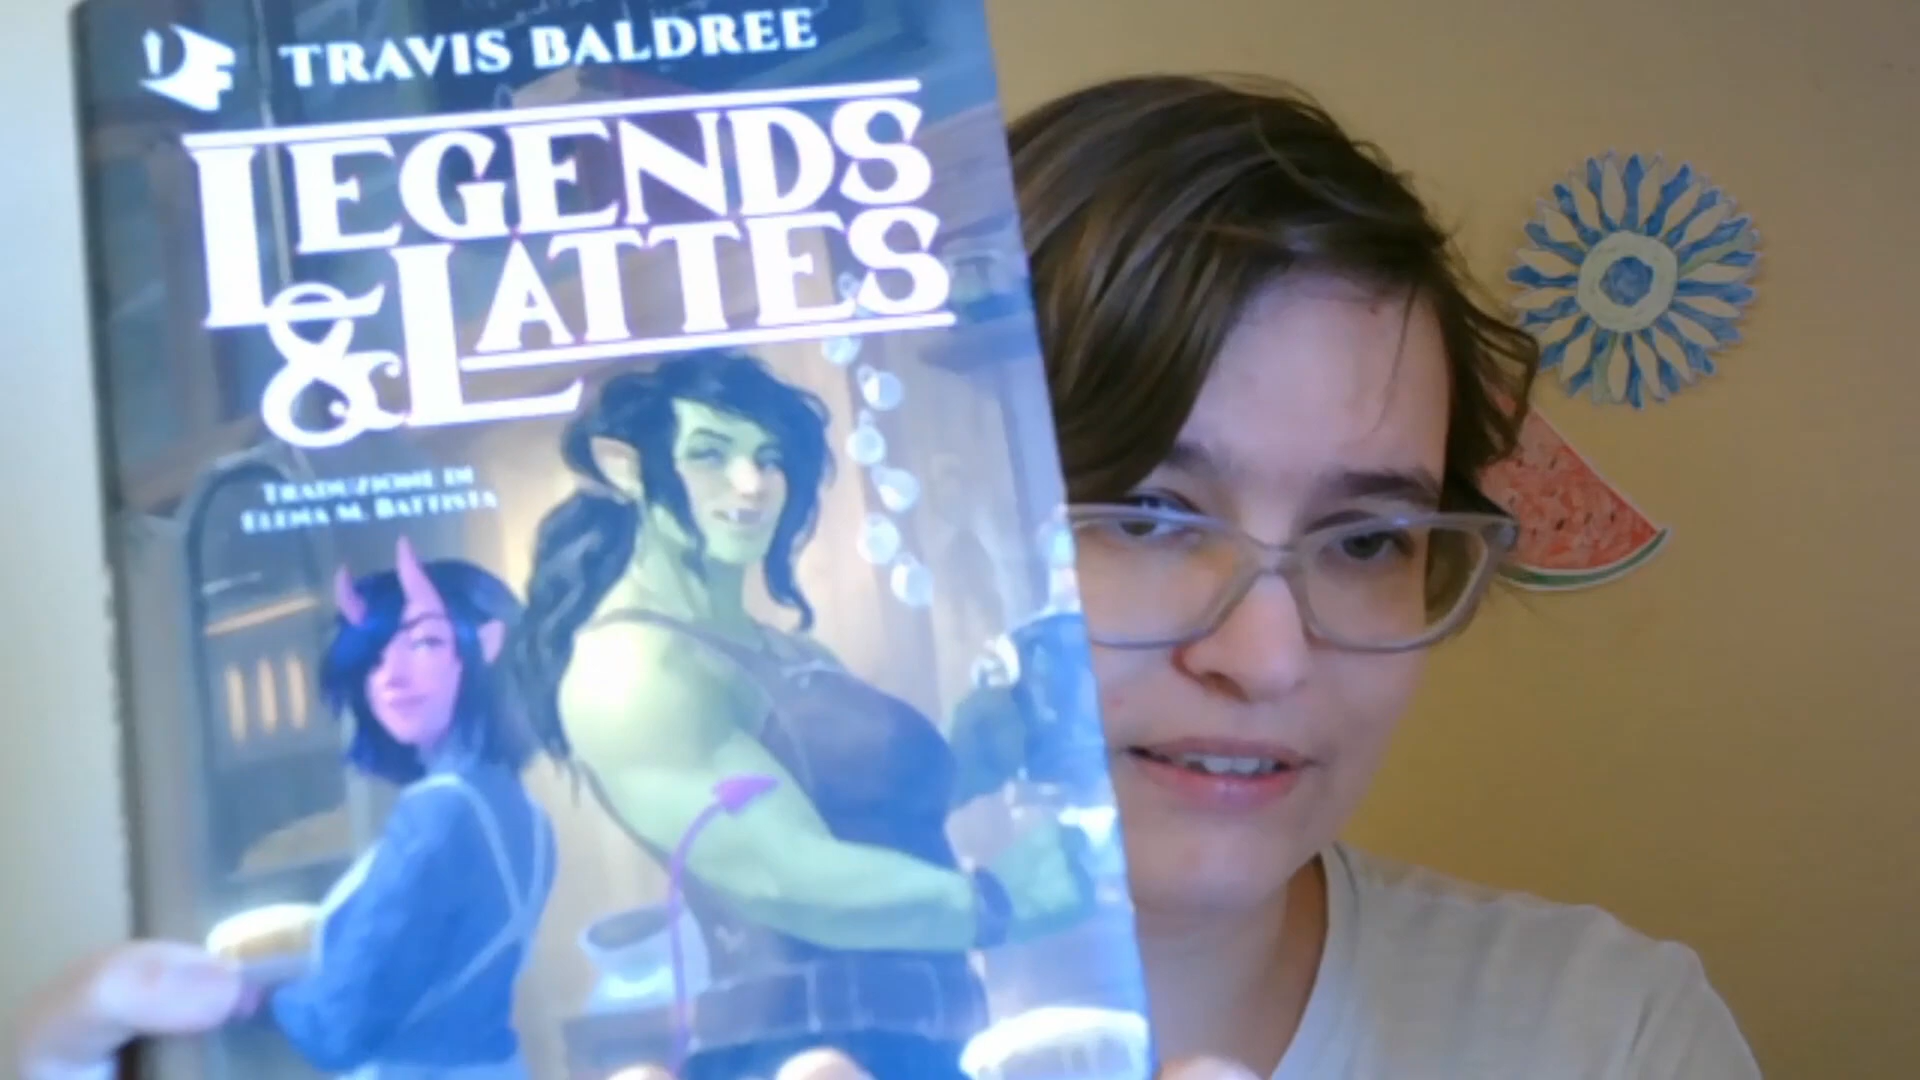 TRAVIS BALDREE
LEGENDS
& LATTES
TRADUZIONE DI
ELENA M. BATTISTA